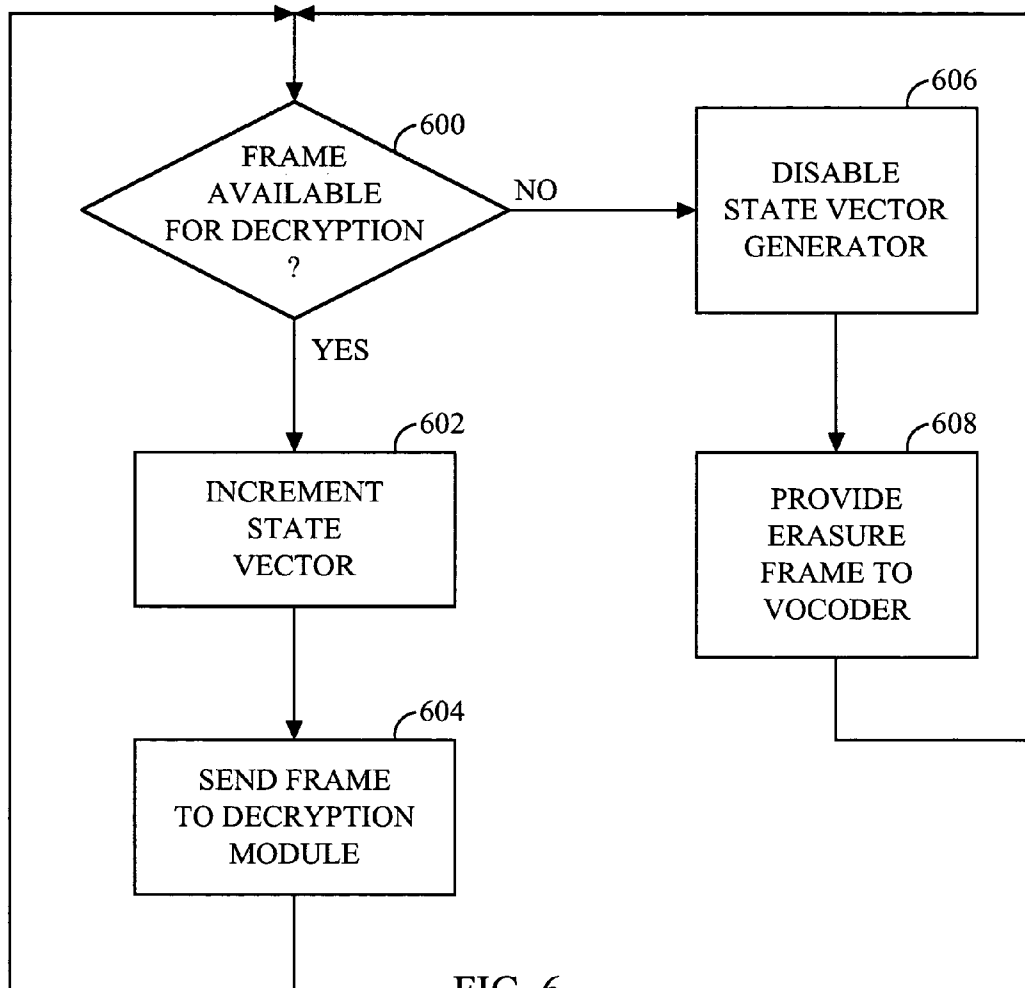 600
FRAME
AVAILABLE
FOR DECRYPTION
?
NO
YES
606
DISABLE
STATE VECTOR
GENERATOR
602
INCREMENT
STATE
VECTOR
608
PROVIDE
ERASURE
FRAME TO
VOCODER
604
SEND FRAME
TO DECRYPTION
MODULE
FIG. 6